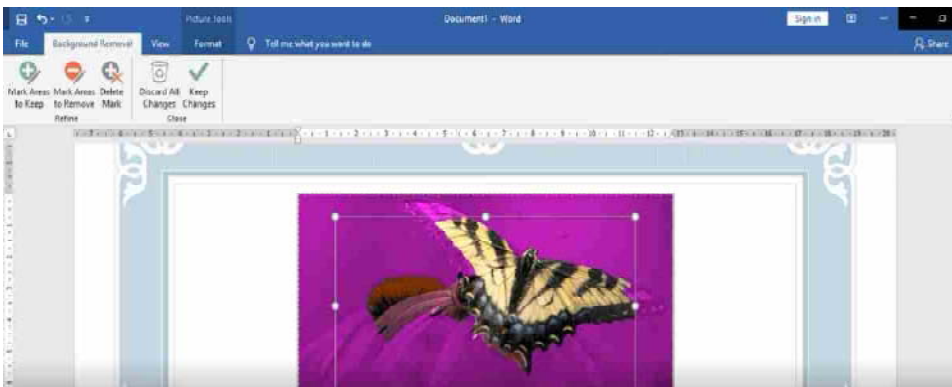 Picture Tools Document1 - Word Sign in
File Background Removal View Format Tell me what you want to do Share
Mark Areas Mark Areas Delete Discard All Keep
to Keep to Remove Mark Changes Changes
Refine Close